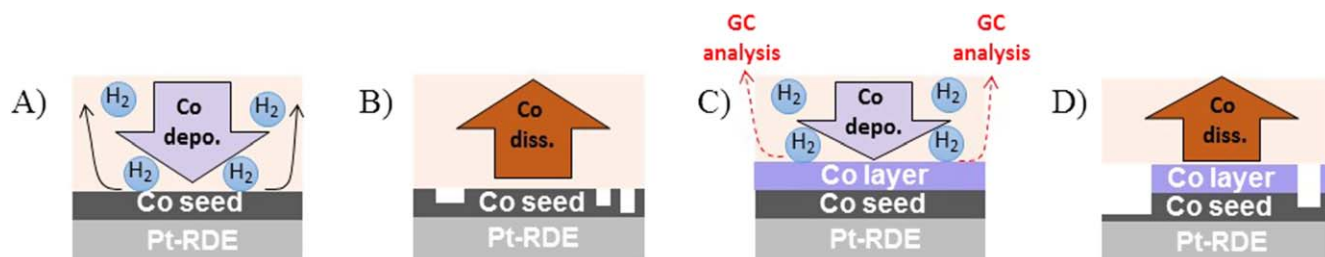 A)
H2
Co
depo.
H2
H2
H2
Co seed
Pt-RDE
B)
Co
diss.
Co seed
Pt-RDE
C)
GC
analysis
GC
analysis
H2
Co
depo.
H2
H2
H2
Co layer
Co seed
Pt-RDE
D)
Co
diss.
Co layer
Co seed
Pt-RDE